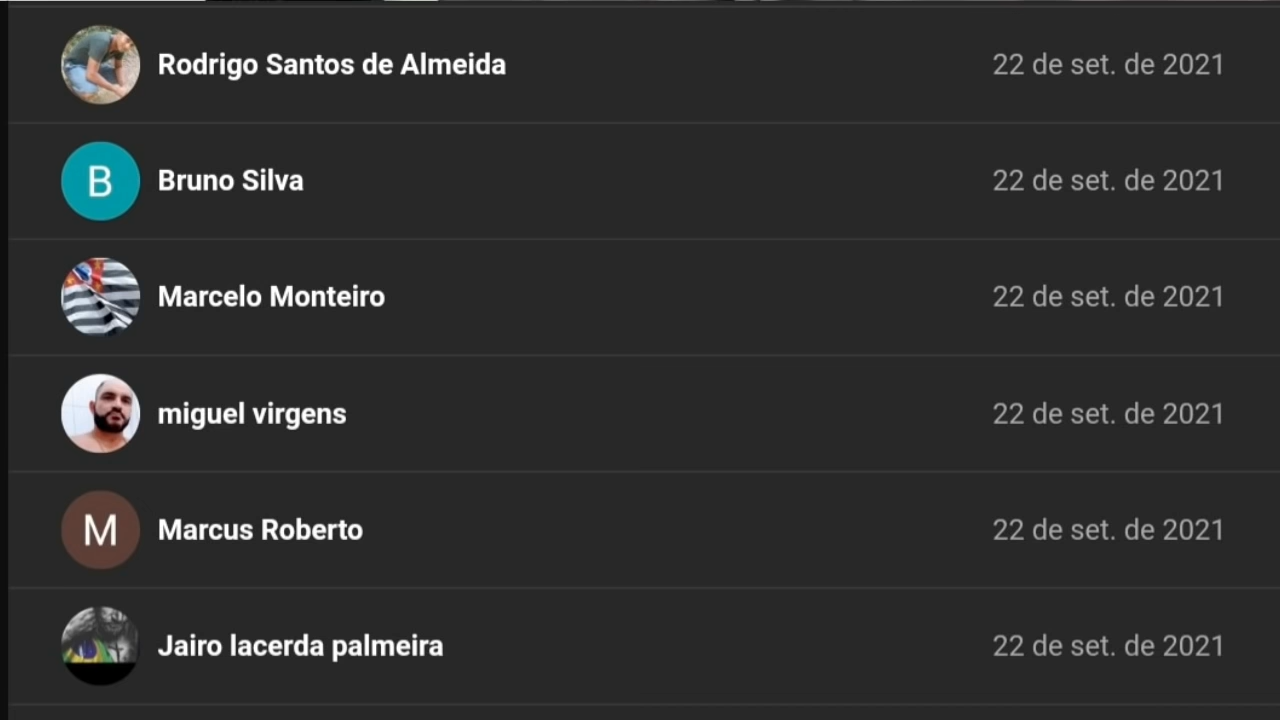 Rodrigo Santos de Almeida 22 de set. de 2021
B Bruno Silva 22 de set. de 2021
Marcelo Monteiro 22 de set. de 2021
miguel virgens 22 de set. de 2021
M Marcus Roberto 22 de set. de 2021
Jairo lacerda palmeira 22 de set. de 2021